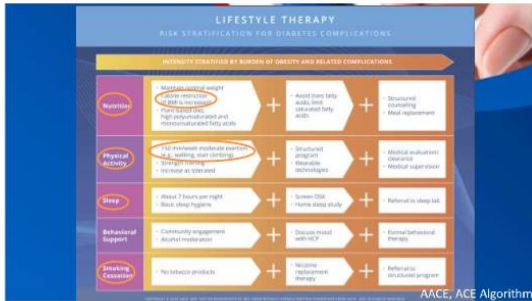 LIFESTYLE THERAPY
RISK STRATIFICATION FOR DIABETES COMPLICATIONS
INTENSITY STRATIFIED BY BURDEN OF OBESITY AND RELATED COMPLICATIONS
Nutrition
• Maintain optimal weight
• Calorie restriction
(if BMI is increased)
• Plant-based diet;
high polyunsaturated and
monounsaturated fatty acids
+
• Avoid trans fatty
acids; limit
saturated fatty
acids
+
• Structured
counseling
• Meal replacement
Physical
Activity
• 150 min/week moderate exertion
(e.g., walking, stair climbing)
• Strength training
• Increase as tolerated
+
• Structured
program
• Wearable
technologies
+
• Medical evaluation/
clearance
• Medical supervision
Sleep
• About 7 hours per night
• Basic sleep hygiene
+
• Screen OSA
• Home sleep study
+
• Referral to sleep lab
Behavioral
Support
• Community engagement
• Alcohol moderation
+
• Discuss mood
with HCP
+
• Formal behavioral
therapy
Smoking
Cessation
• No tobacco products
+
• Nicotine
replacement
therapy
+
• Referral to
structured program
AACE, ACE Algorithm